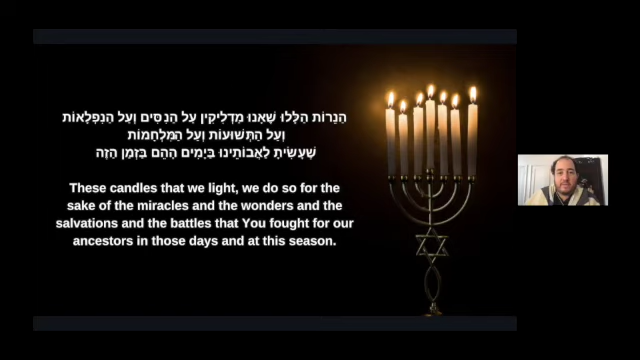 הַנֵּרוֹת הַלָּלוּ שֶׁאָנוּ מַדְלִיקִין עַל הַנִּסִּים וְעַל הַנִּפְלָאוֹת
וְעַל הַתְּשׁוּעוֹת וְעַל הַמִּלְחָמוֹת
שֶׁעָשִׂיתָ לַאֲבוֹתֵינוּ בַּיָּמִים הָהֵם בַּזְּמַן הַזֶּה
These candles that we light, we do so for the
sake of the miracles and the wonders and the
salvations and the battles that You fought for our
ancestors in those days and at this season.